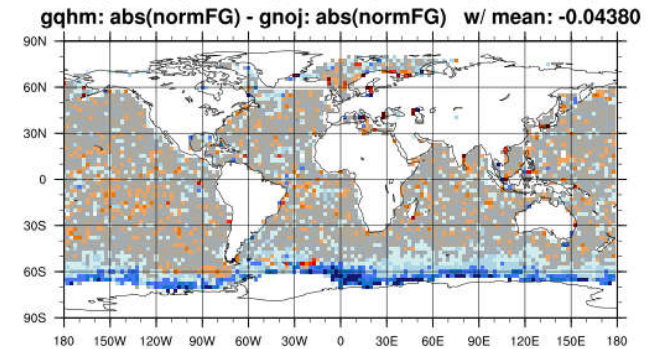 gqhm: abs(normFG) - gnoj: abs(normFG) w/ mean: -0.04380
90N
60N
30N
0
30S
60S
90S
180 150W 120W 90W 60W 30W 0 30E 60E 90E 120E 150E 180